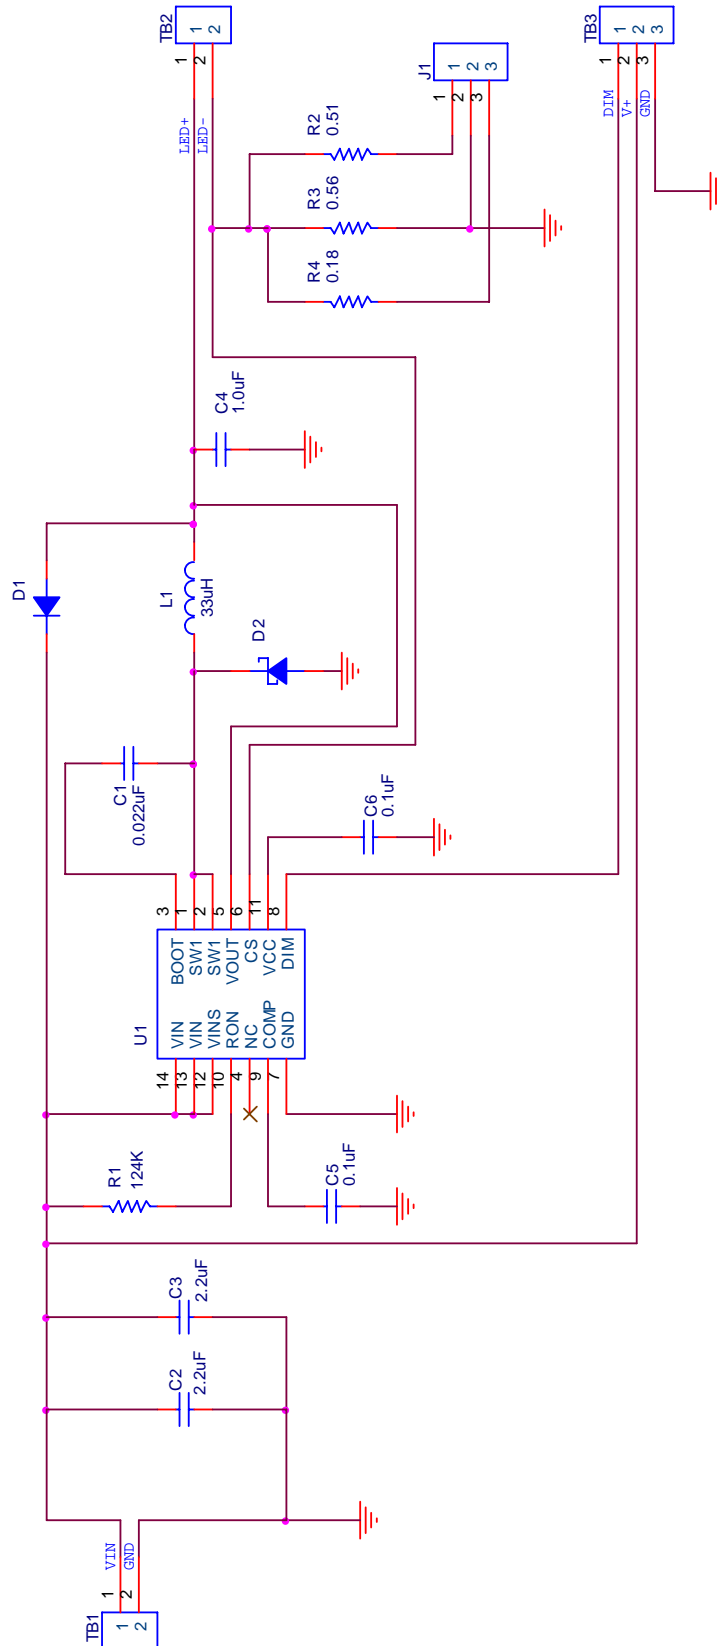 TB1
1
2
1
2
VIN
GND
C2
2.2uF
C3
2.2uF
R1
124K
C5
0.1uF
U1
14
13
12
10
4
9
7
VIN
VIN
VINS
RON
NC
COMP
GND
BOOT
SW1
SW1
VOUT
CS
VCC
DIM
3
1
2
5
6
11
8
C1
0.022uF
C6
0.1uF
D1
D2
L1
33uH
C4
1.0uF
R4
0.18
R3
0.56
R2
0.51
J1
1
2
3
1
2
3
LED+
LED-
TB2
1
2
1
2
DIM
V+
GND
TB3
1
2
3
1
2
3